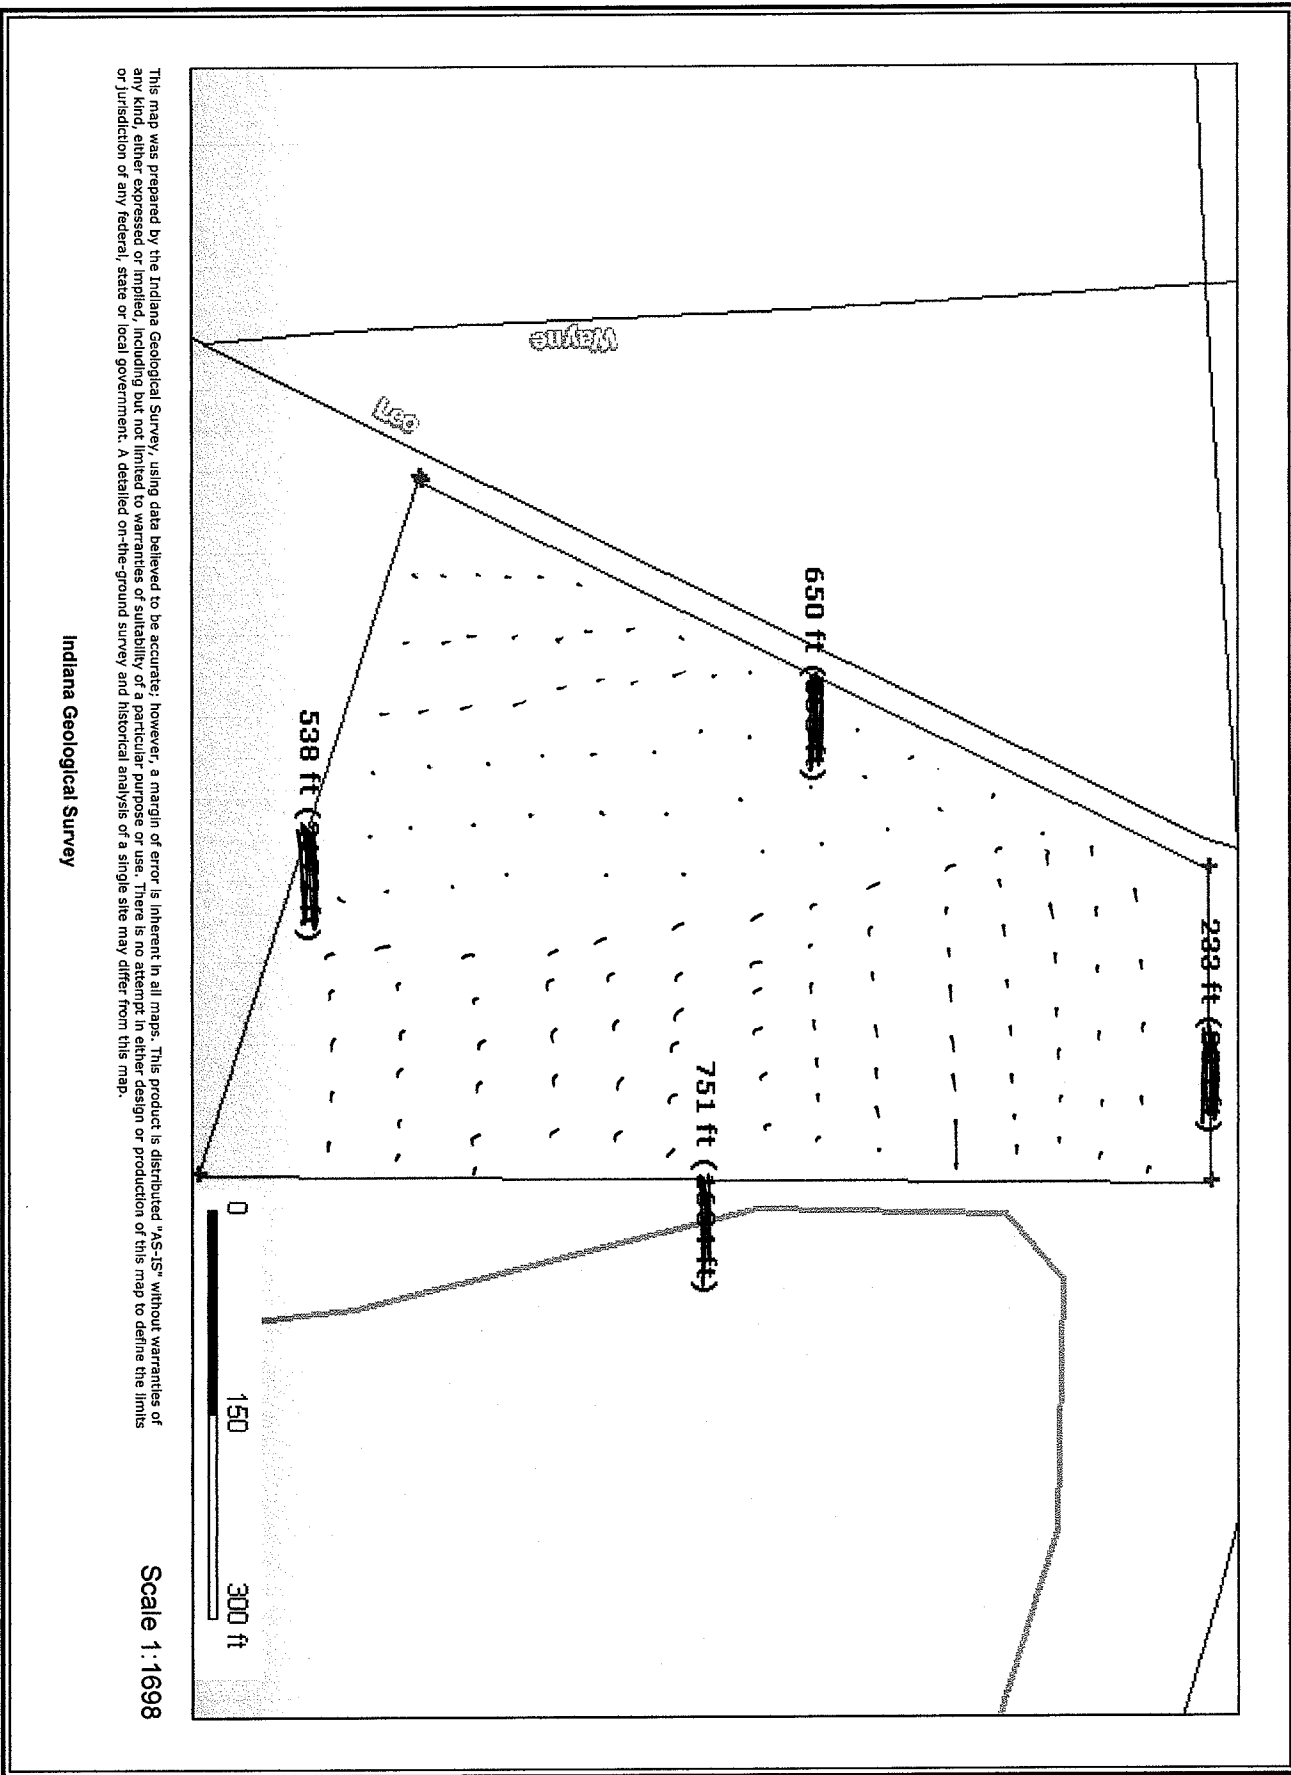 233 ft (
650 ft (
)
751 ft (
ft)
538 ft (
ft)
Wayne
Log
0 150 300 ft
Scale 1:1698
This map was prepared by the Indiana Geological Survey, using data believed to be accurate; however, a margin of error is inherent in all maps. This product is distributed "AS-IS" without warranties of
any kind, either expressed or implied, including but not limited to warranties of suitability of a particular purpose or use. There is no attempt in either design or production of this map to define the limits
or jurisdiction of any federal, state or local government. A detailed on-the-ground survey and historical analysis of a single site may differ from this map.
Indiana Geological Survey